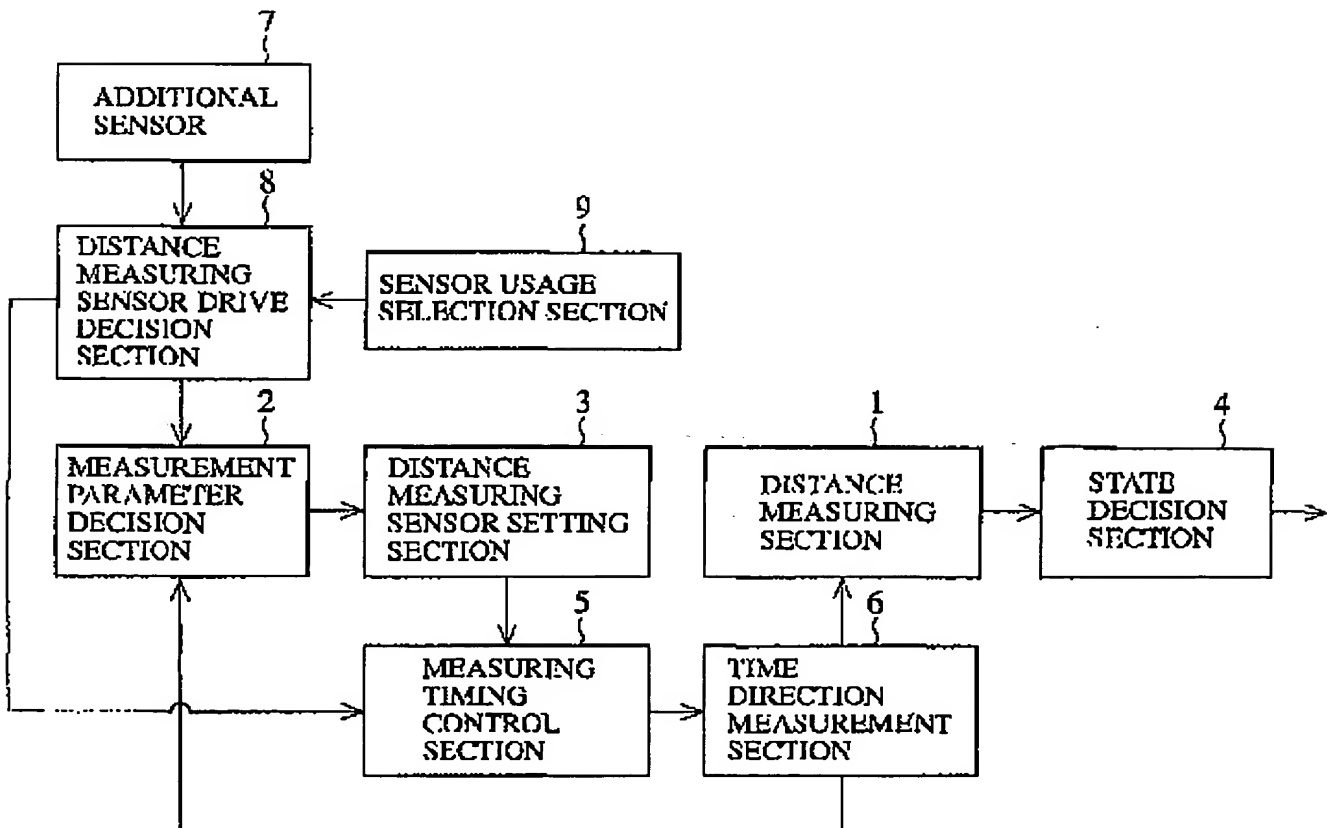 7
ADDITIONAL
SENSOR
8
DISTANCE
MEASURING
SENSOR DRIVE
DECISION
SECTION
9
SENSOR USAGE
SELECTION SECTION
2
MEASUREMENT
PARAMETER
DECISION
SECTION
3
DISTANCE
MEASURING
SENSOR SETTING
SECTION
1
DISTANCE
MEASURING
SECTION
4
STATE
DECISION
SECTION
5
MEASURING
TIMING
CONTROL
SECTION
6
TIME
DIRECTION
MEASUREMENT
SECTION